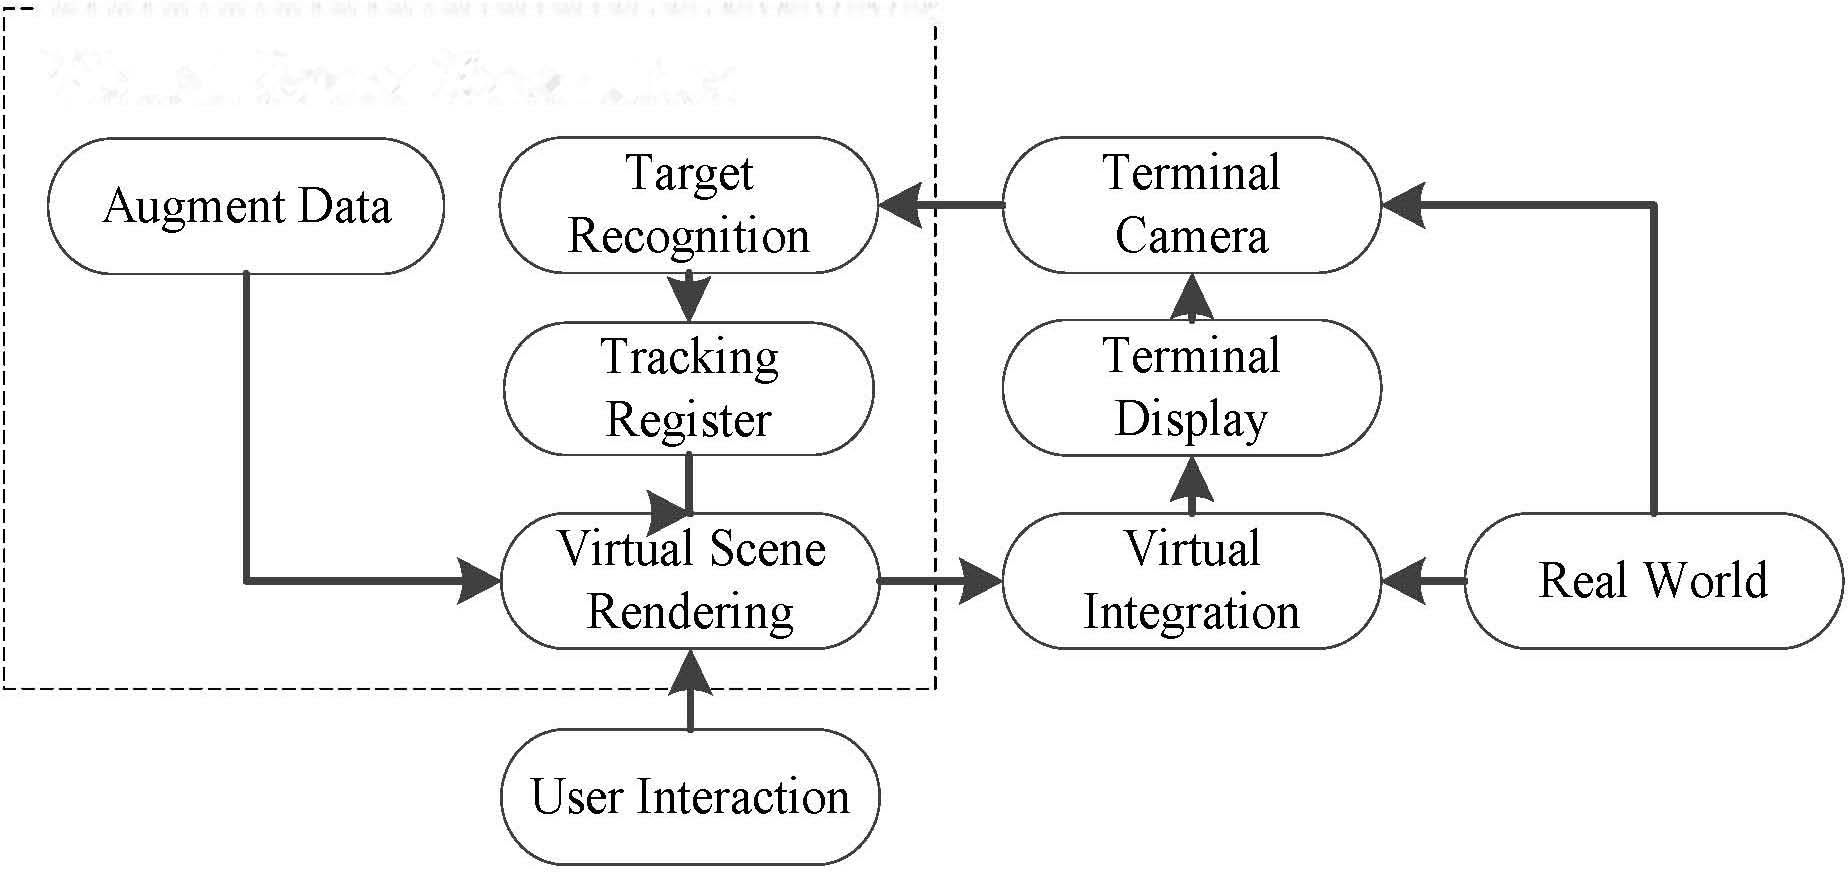 Augment Data
Target
Recognition
Terminal
Camera
Tracking
Register
Terminal
Display
Virtual Scene
Rendering
Virtual
Integration
Real World
User Interaction